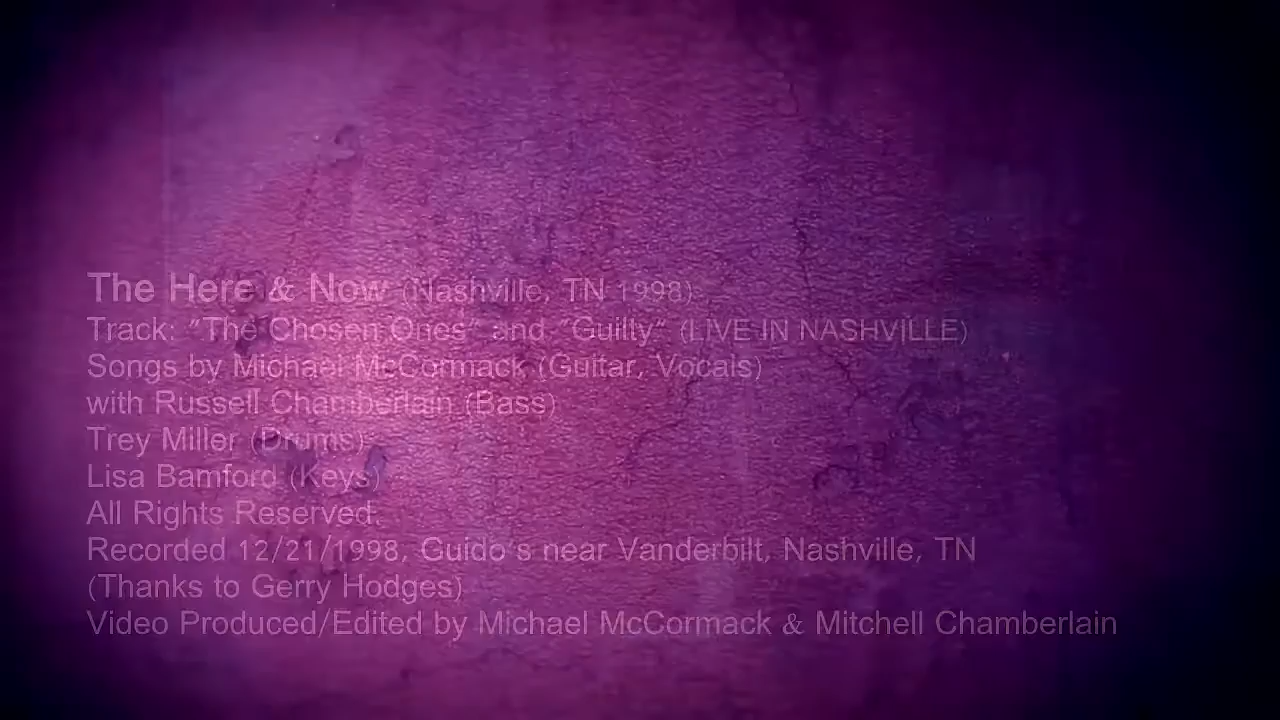 The Here & Now (Nashville, TN 1998)
Track: "The Chosen Ones" and "Guilty" (LIVE IN NASHVILLE)
Songs by Michael McCormack (Guitar, Vocals)
with Russell Chamberlain (Bass)
Trey Miller (Drums)
Lisa Bamford (Keys)
All Rights Reserved.
Recorded 12/21/1998, Guido's near Vanderbilt, Nashville, TN
(Thanks to Gerry Hodges)
Video Produced/Edited by Michael McCormack & Mitchell Chamberlain